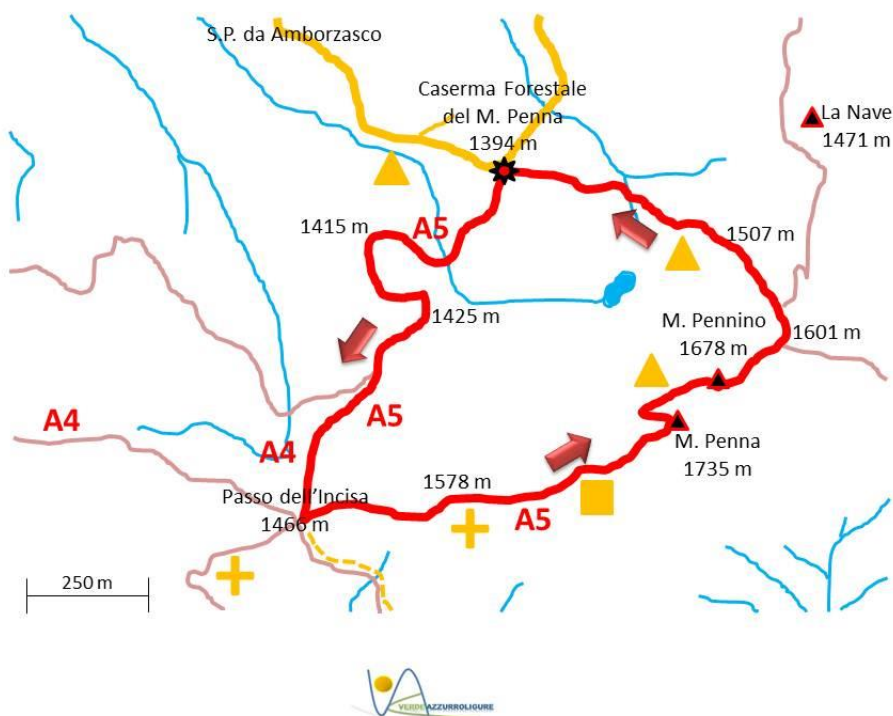 S.P. da Amborzasco
Caserma Forestale
del M. Penna
1394 m
La Nave
1471 m
1415 m
A5
1507 m
1425 m
M. Pennino
1678 m
1601 m
A4
A5
A4
M. Penna
1735 m
Passo dell'Incisa
1466 m
1578 m
A5
250 m
VERDEAZZURROLIGURE